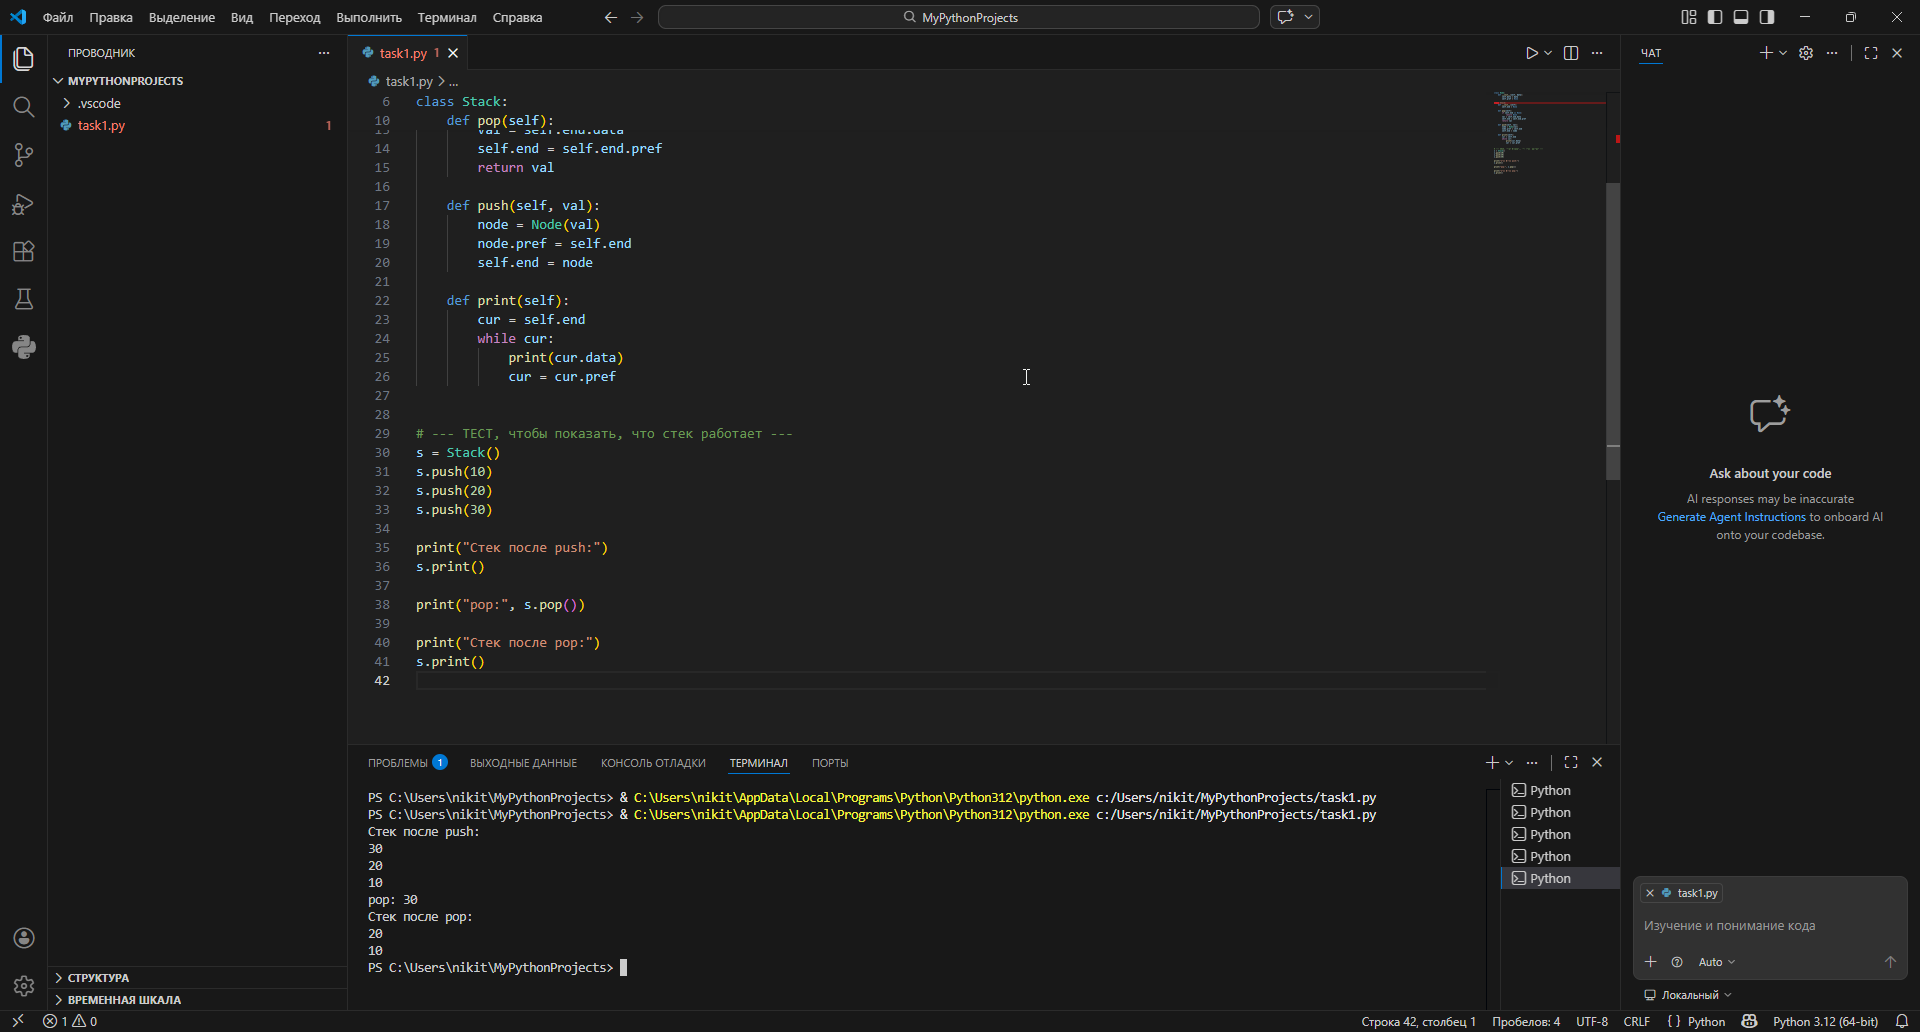 Файл Правка Выделение Вид Переход Выполнить Терминал Справка
MyPythonProjects
ПРОВОДНИК
MYPYTHONPROJECTS
.vscode
task1.py 1
СТРУКТУРА
ВРЕМЕННАЯ ШКАЛА
task1.py 1
task1.py > ...
6 class Stack:
10 def pop(self):
13 val = self.end.data
14 self.end = self.end.pref
15 return val
16
17 def push(self, val):
18 node = Node(val)
19 node.pref = self.end
20 self.end = node
21
22 def print(self):
23 cur = self.end
24 while cur:
25 print(cur.data)
26 cur = cur.pref
27
28
29 # --- ТЕСТ, чтобы показать, что стек работает ---
30 s = Stack()
31 s.push(10)
32 s.push(20)
33 s.push(30)
34
35 print("Стек после push:")
36 s.print()
37
38 print("pop:", s.pop())
39
40 print("Стек после pop:")
41 s.print()
42
ПРОБЛЕМЫ 1 ВЫХОДНЫЕ ДАННЫЕ КОНСОЛЬ ОТЛАДКИ ТЕРМИНАЛ ПОРТЫ
PS C:\Users\nikit\MyPythonProjects> & C:\Users\nikit\AppData\Local\Programs\Python\Python312\python.exe c:/Users/nikit/MyPythonProjects/task1.py
PS C:\Users\nikit\MyPythonProjects> & C:\Users\nikit\AppData\Local\Programs\Python\Python312\python.exe c:/Users/nikit/MyPythonProjects/task1.py
Стек после push:
30
20
10
pop: 30
Стек после pop:
20
10
PS C:\Users\nikit\MyPythonProjects>
Python
Python
Python
Python
Python
ЧАТ
Ask about your code
AI responses may be inaccurate
Generate Agent Instructions to onboard AI
onto your codebase.
task1.py
Изучение и понимание кода
Auto
Локальный
1 0
Строка 42, столбец 1 Пробелов: 4 UTF-8 CRLF { } Python Python 3.12 (64-bit)